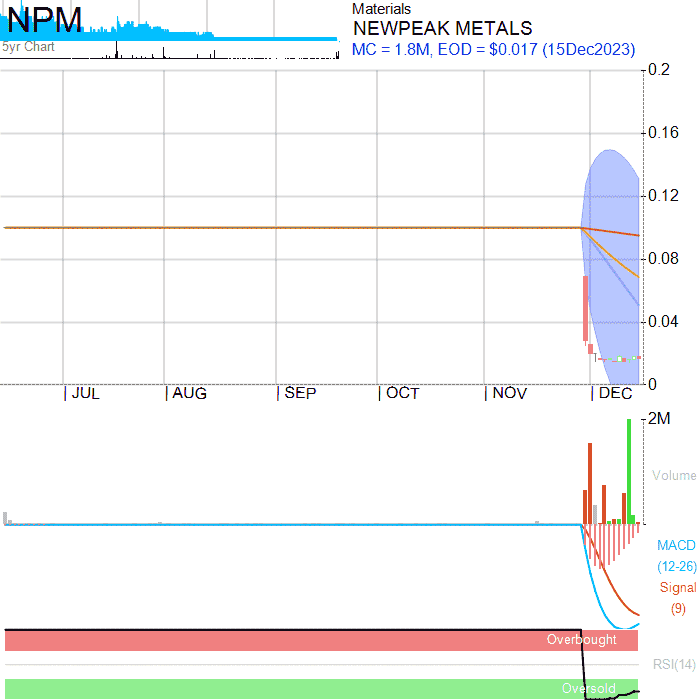 NPM
5yr Chart
Materials
NEWPEAK METALS
MC = 1.8M, EOD = $0.017 (15Dec2023)
0.2
0.16
0.12
0.08
0.04
0
| JUL | AUG | SEP | OCT | NOV | DEC
2M
Volume
MACD
(12-26)
Signal
(9)
Overbought
RSI(14)
Oversold